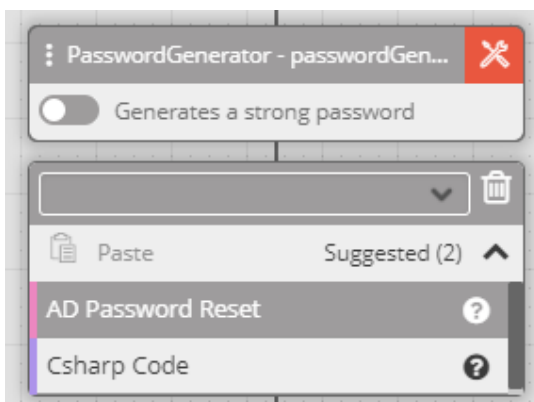 PasswordGenerator - passwordGen...
Generates a strong password
Paste Suggested (2)
AD Password Reset ?
Csharp Code ?